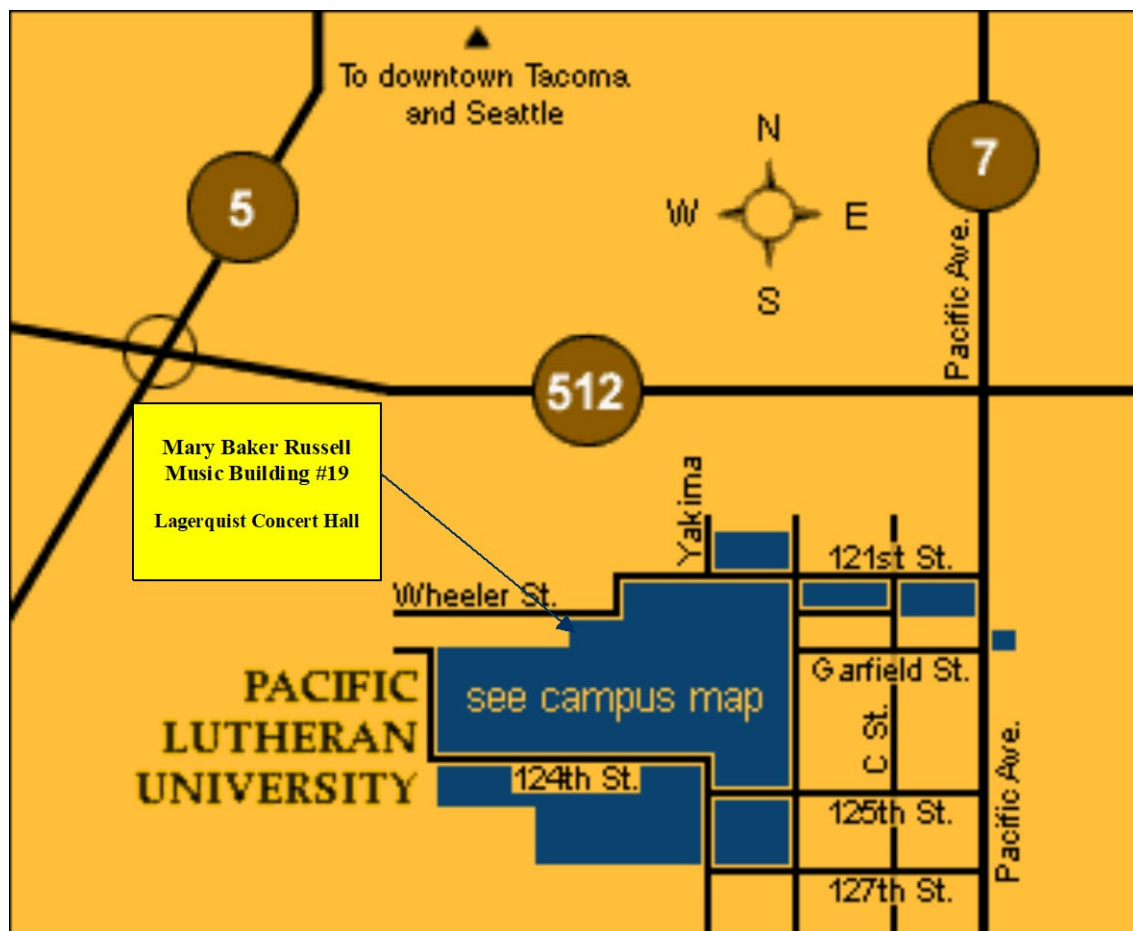 To downtown Tacoma
and Seattle
5
7
N
W
E
S
Pacific Ave.
512
Mary Baker Russell
Music Building #19
Lagerquist Concert Hall
Yakima
121st St.
Wheeler St.
Garfield St.
PACIFIC
LUTHERAN
UNIVERSITY
see campus map
C St.
124th St.
125th St.
Pacific Ave.
127th St.